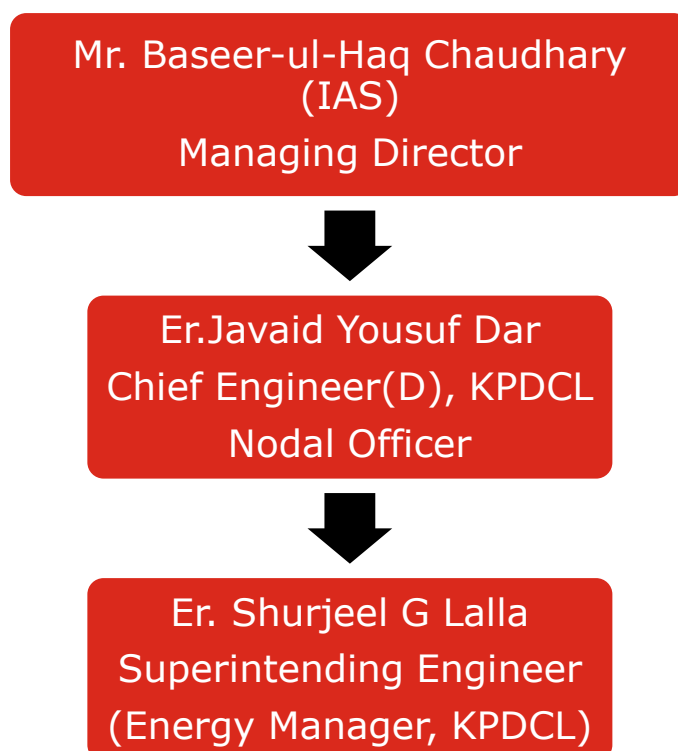 Mr. Baseer-ul-Haq Chaudhary
(IAS)
Managing Director
Er.Javaid Yousuf Dar
Chief Engineer(D), KPDCL
Nodal Officer
Er. Shurjeel G Lalla
Superintending Engineer
(Energy Manager, KPDCL)